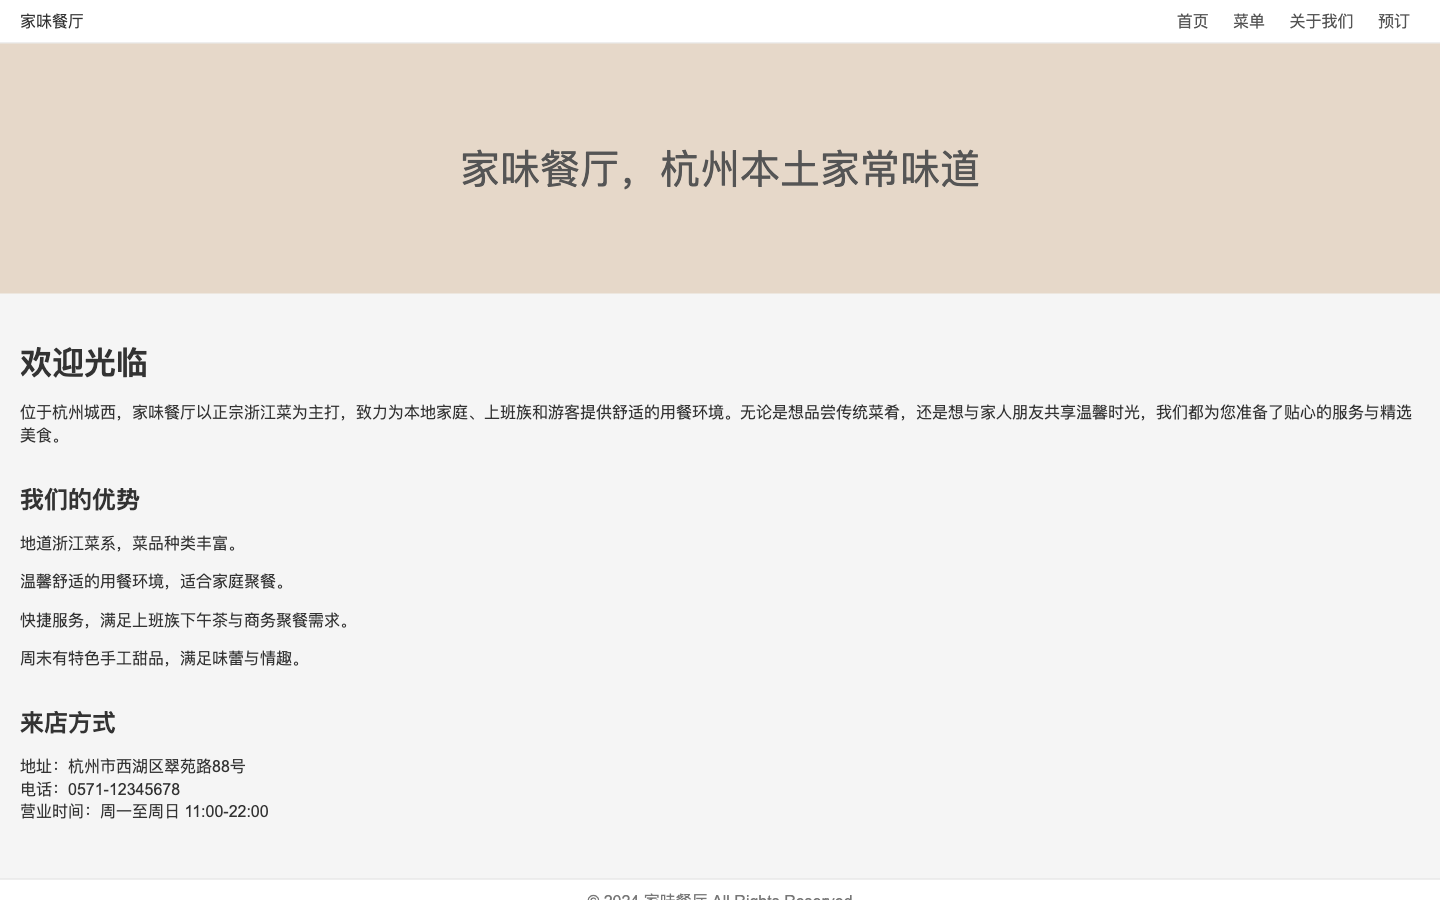 家味餐厅
首页 菜单 关于我们 预订
家味餐厅，杭州本土家常味道
欢迎光临
位于杭州城西，家味餐厅以正宗浙江菜为主打，致力为本地家庭、上班族和游客提供舒适的用餐环境。无论是想品尝传统菜肴，还是想与家人朋友共享温馨时光，我们都为您准备了贴心的服务与精选
美食。
我们的优势
地道浙江菜系，菜品种类丰富。
温馨舒适的用餐环境，适合家庭聚餐。
快捷服务，满足上班族下午茶与商务聚餐需求。
周末有特色手工甜品，满足味蕾与情趣。
来店方式
地址：杭州市西湖区翠苑路88号
电话：0571-12345678
营业时间：周一至周日 11:00-22:00
© 2024 家味餐厅 All Rights Reserved